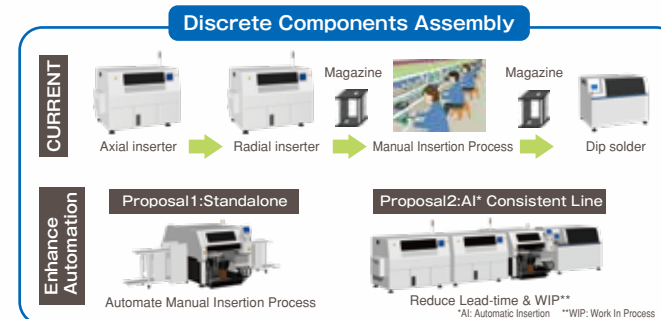 Discrete Components Assembly
CURRENT
Magazine
Magazine
Axial inserter
Radial inserter
Manual Insertion Process
Dip solder
Enhance
Automation
Proposal1:Standalone
Proposal2:AI* Consistent Line
Automate Manual Insertion Process
Reduce Lead-time & WIP**
*AI: Automatic Insertion **WIP: Work In Process